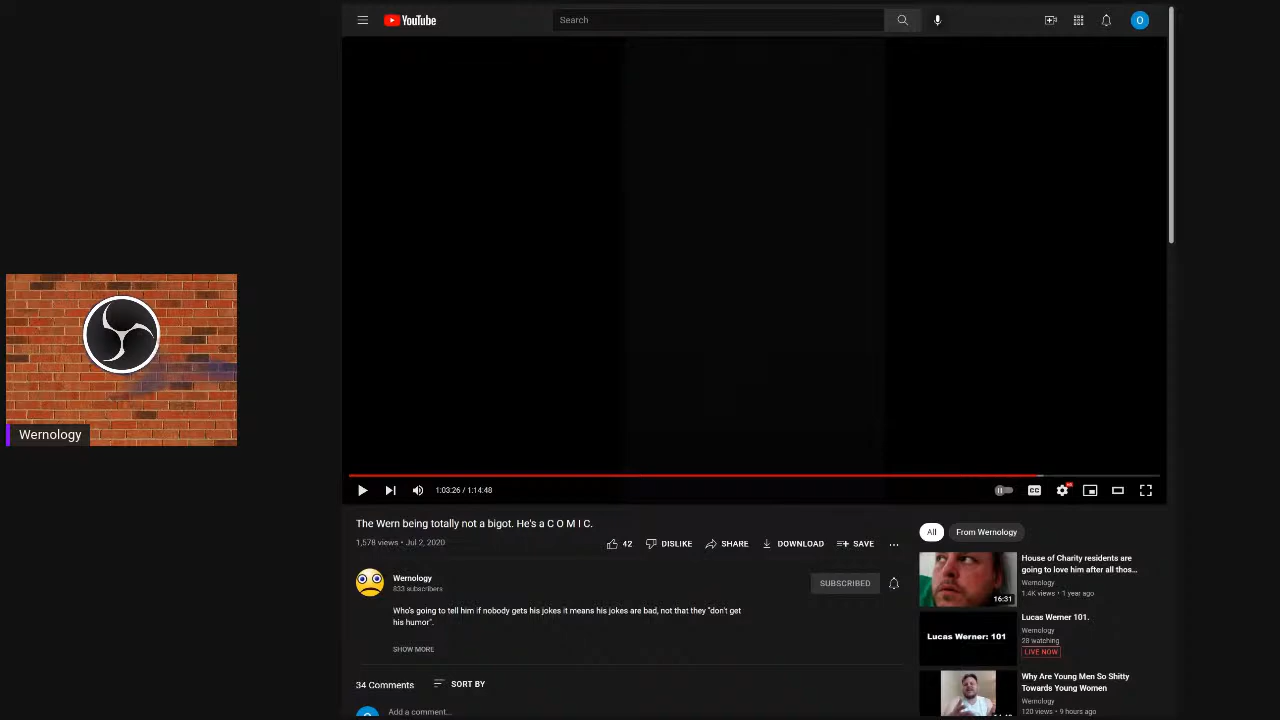 YouTube
Search
O
Wernology
1:03:26 / 1:14:48
CC
The Wern being totally not a bigot. He's a C O M I C.
1,578 views • Jul 2, 2020
42
DISLIKE
SHARE
DOWNLOAD
SAVE
Wernology
833 subscribers
SUBSCRIBED
Who's going to tell him if nobody gets his jokes it means his jokes are bad, not that they "don't get
his humor".
SHOW MORE
34 Comments
SORT BY
Add a comment...
All
From Wernology
House of Charity residents are
going to love him after all thos...
Wernology
1.4K views • 1 year ago
16:31
Lucas Werner: 101
Lucas Werner 101.
Wernology
28 watching
LIVE NOW
Why Are Young Men So Shitty
Towards Young Women
Wernology
120 views • 9 hours ago